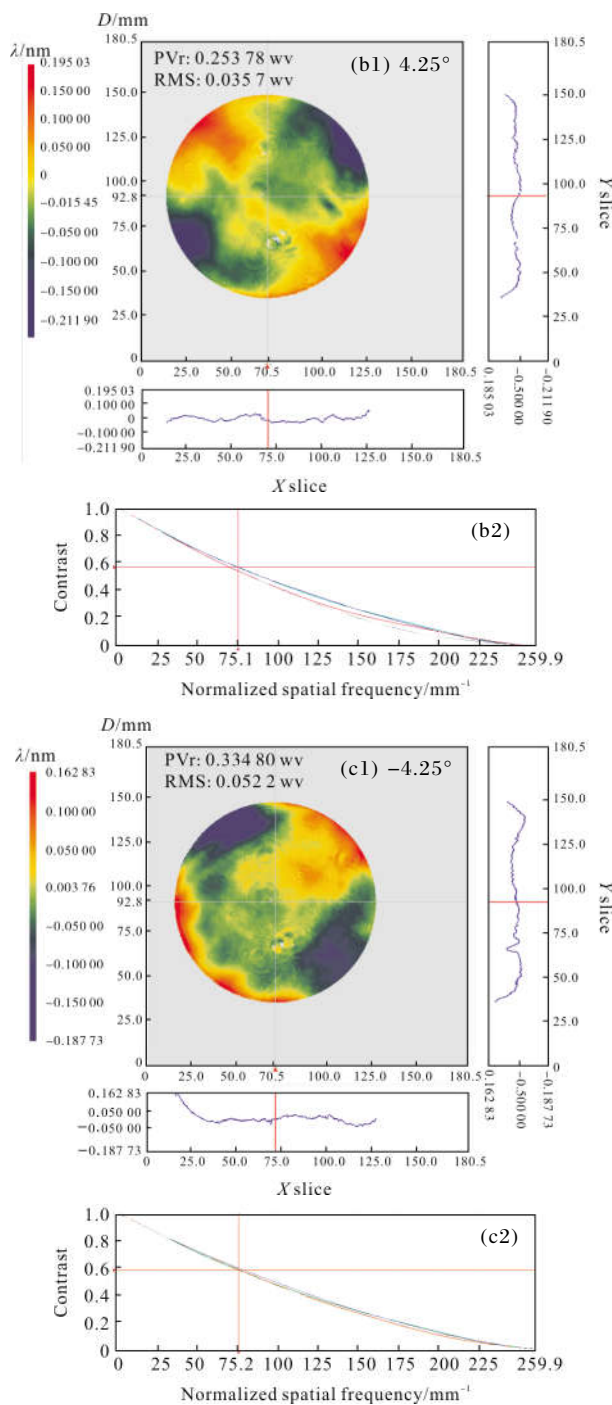 D/mm
180.5
λ/nm
0.195 03
0.100 00
0.050 00
0
−0.015 45
−0.050 00
−0.100 00
−0.150 00
−0.211 90
PVr: 0.253 78 wv
RMS: 0.035 7 wv
(b1) 4.25°
150.0
125.0
100.0
92.8
75.0
50.0
25.0
0
0 25.0 50.0 70.5 100.0 125.0 150.0 180.5
180.5
150.0
100.0
75.0
50.0
25.0
0
Y slice
0.185 03
−0.500 00
−0.211 90
0.195 03
0.100 00
0
−0.100 00
−0.211 90
0 25.0 50.0 75.0 100.0 125.0 150.0 180.5
X slice
(b2)
1.0
0.8
0.6
0.4
0.2
0
Contrast
0 25 50 75.1 100 125 150 175 200 225 259.9
Normalized spatial frequency/mm⁻¹
D/mm
180.5
λ/nm
0.162 83
0.100 00
0.050 00
0.003 76
−0.050 00
−0.100 00
−0.150 00
−0.187 73
PVr: 0.334 80 wv
RMS: 0.052 2 wv
(c1) −4.25°
150.0
125.0
100.0
92.8
75.0
50.0
25.0
0
0 25.0 50.0 70.5 100.0 125.0 150.0 180.5
180.5
150.0
100.0
75.0
50.0
25.0
0
Y slice
0.162 83
−0.500 00
−0.187 73
0.162 83
0.050 00
−0.050 00
−0.187 73
0 25.0 50.0 75.0 100.0 125.0 150.0 180.5
X slice
(c2)
1.0
0.8
0.6
0.4
0.2
0
Contrast
0 25 50 75.2 100 125 150 175 200 225 259.9
Normalized spatial frequency/mm⁻¹